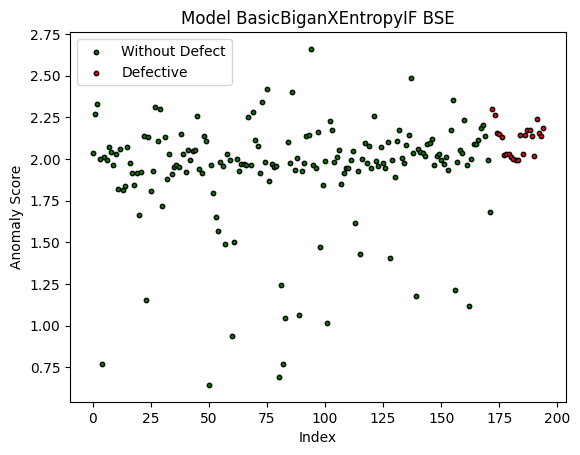 Model BasicBiganXEntropyIF BSE
Without Defect
Defective
Anomaly Score
2.75
2.50
2.25
2.00
1.75
1.50
1.25
1.00
0.75
0 25 50 75 100 125 150 175 200
Index